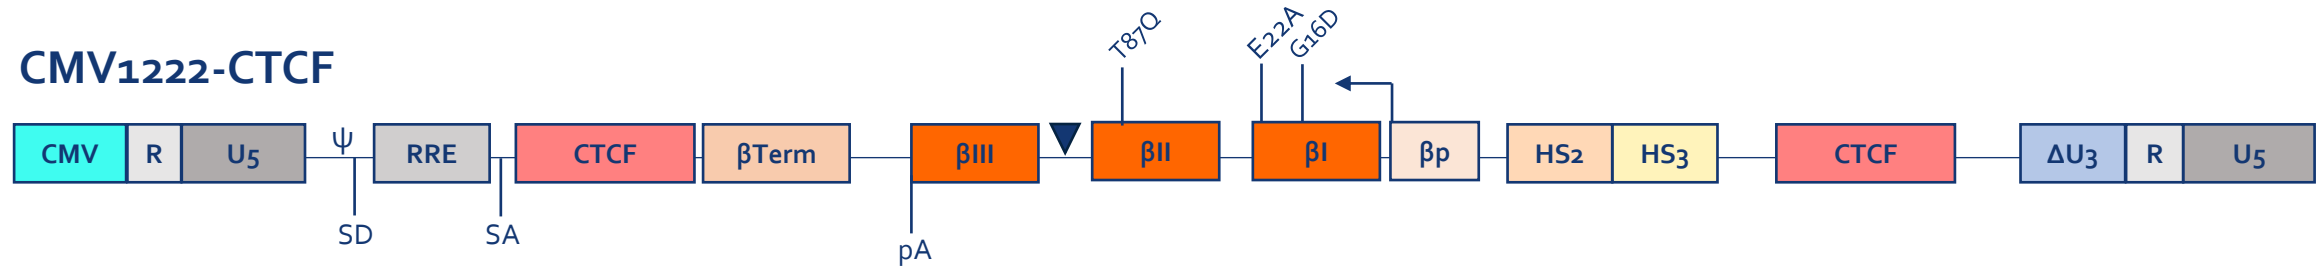 T87Q E22A G16D
CMV1222-CTCF
CMV R U5 ψ RRE CTCF βTerm βIII βII βI βp HS2 HS3 CTCF ΔU3 R U5
SD SA pA